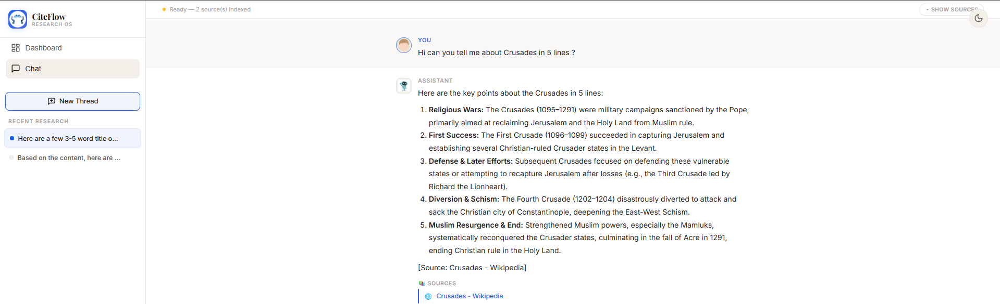 CiteFlow
RESEARCH OS
Dashboard
Chat
New Thread
RECENT RESEARCH
Here are a few 3-5 word title o...
Based on the content, here are ...
Ready — 2 source(s) indexed
SHOW SOURCES
YOU
Hi can you tell me about Crusades in 5 lines ?
ASSISTANT
Here are the key points about the Crusades in 5 lines:
1. Religious Wars: The Crusades (1095–1291) were military campaigns sanctioned by the Pope,
primarily aimed at reclaiming Jerusalem and the Holy Land from Muslim rule.
2. First Success: The First Crusade (1096–1099) succeeded in capturing Jerusalem and
establishing several Christian-ruled Crusader states in the Levant.
3. Defense & Later Efforts: Subsequent Crusades focused on defending these vulnerable
states or attempting to recapture Jerusalem after losses (e.g., the Third Crusade led by
Richard the Lionheart).
4. Diversion & Schism: The Fourth Crusade (1202–1204) disastrously diverted to attack and
sack the Christian city of Constantinople, deepening the East-West Schism.
5. Muslim Resurgence & End: Strengthened Muslim powers, especially the Mamluks,
systematically reconquered the Crusader states, culminating in the fall of Acre in 1291,
ending Christian rule in the Holy Land.
[Source: Crusades - Wikipedia]
SOURCES
Crusades - Wikipedia